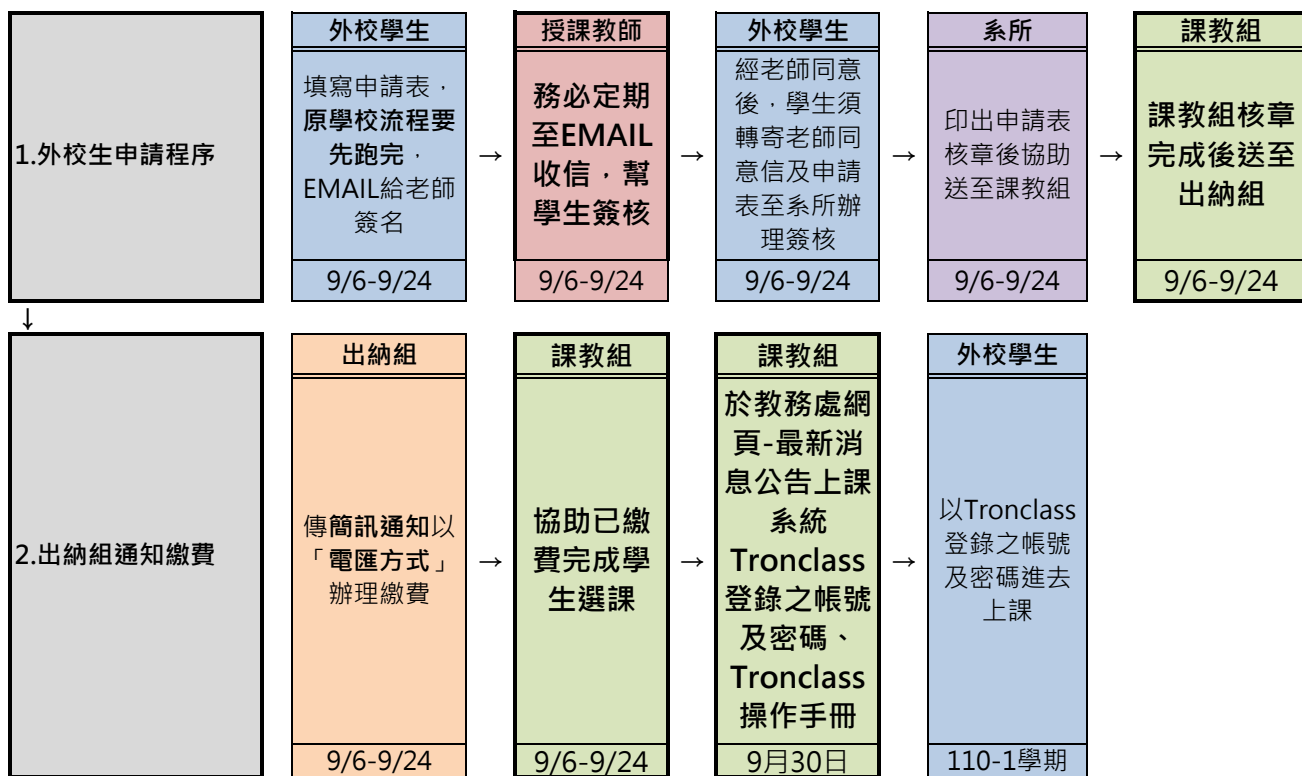 1.外校生申請程序
外校學生
填寫申請表，
原學校流程要
先跑完，
EMAIL給老師
簽名
9/6-9/24
→
授課教師
務必定期
至EMAIL
收信，幫
學生簽核
9/6-9/24
→
外校學生
經老師同意
後，學生須
轉寄老師同
意信及申請
表至系所辦
理簽核
9/6-9/24
→
系所
印出申請表
核章後協助
送至課教組
9/6-9/24
→
課教組
課教組核章
完成後送至
出納組
9/6-9/24
↓
2.出納組通知繳費
出納組
傳簡訊通知以
「電匯方式」
辦理繳費
9/6-9/24
→
課教組
協助已繳
費完成學
生選課
9/6-9/24
→
課教組
於教務處網
頁-最新消
息公告上課
系統
Tronclass
登錄之帳號
及密碼、
Tronclass
操作手冊
9月30日
→
外校學生
以Tronclass
登錄之帳號
及密碼進去
上課
110-1學期